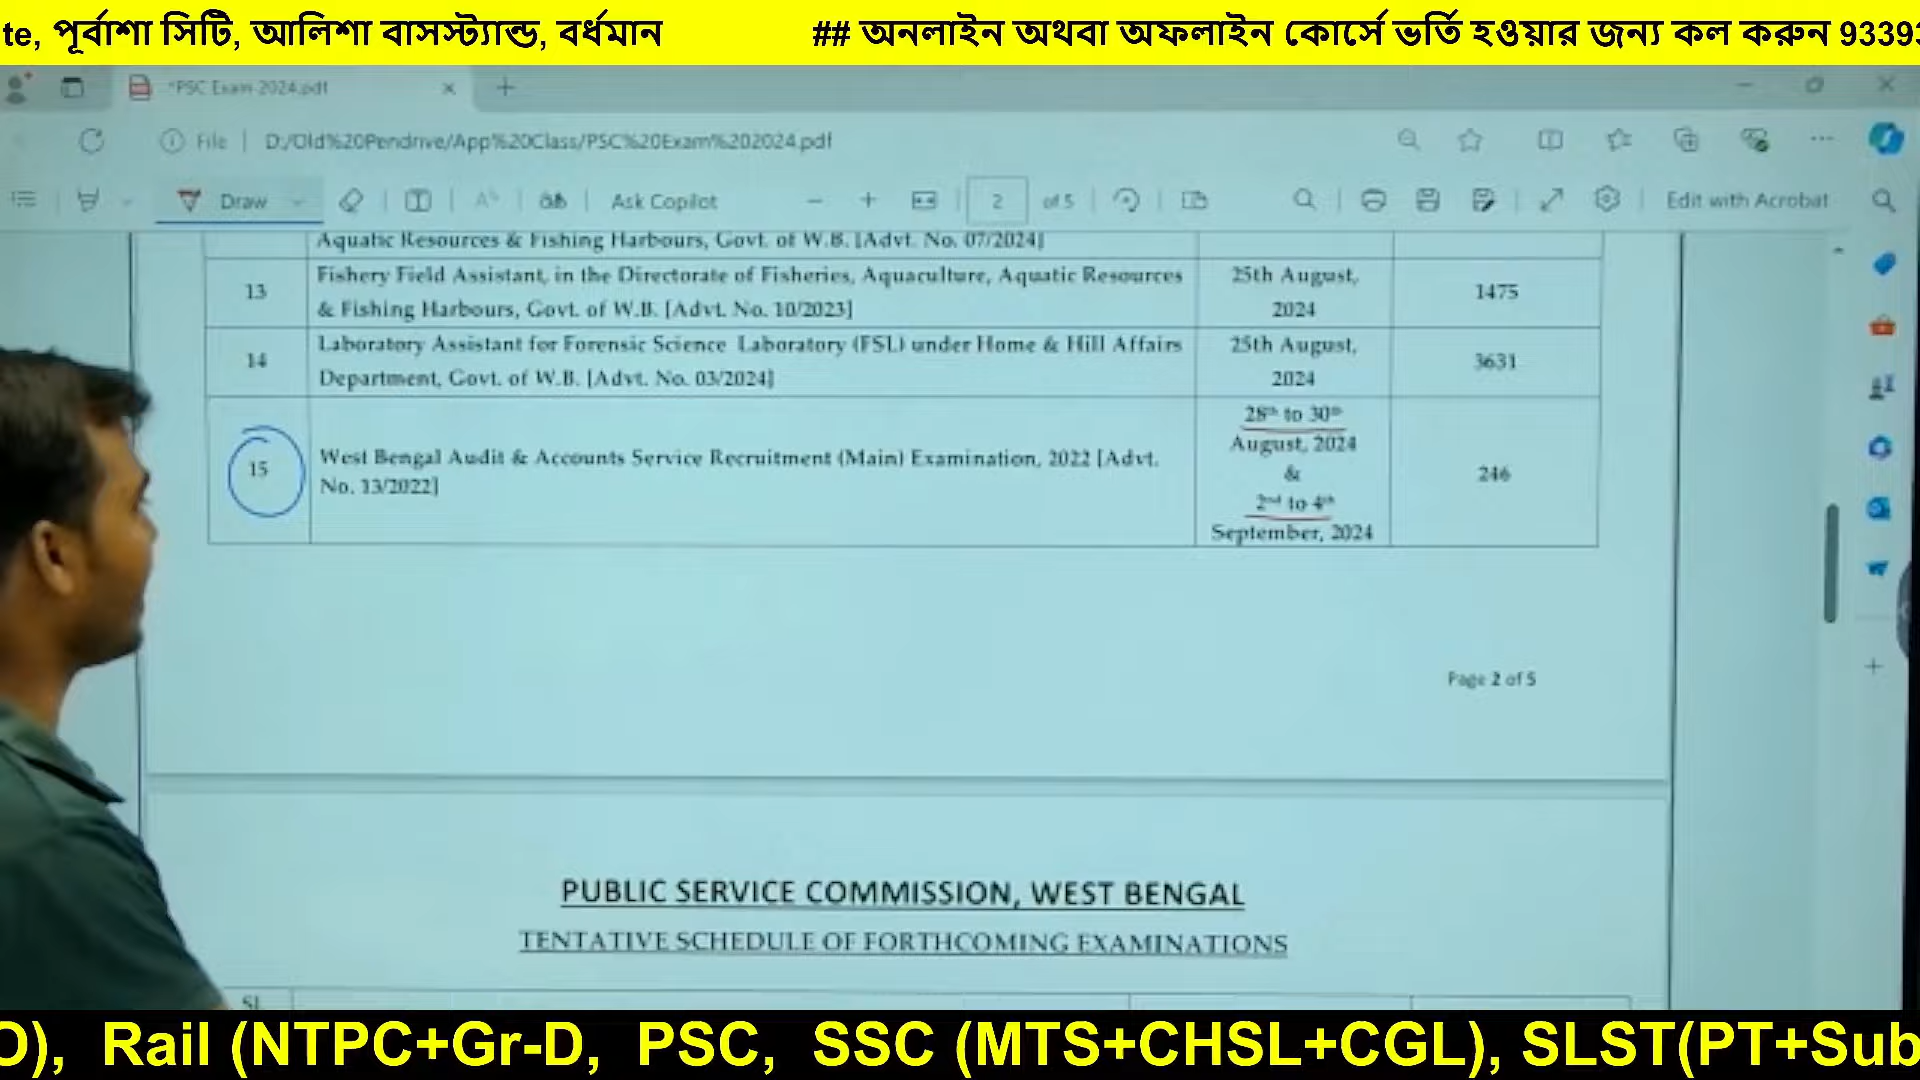 te, পূর্বাশা সিটি, আলিশা বাসস্ট্যান্ড, বর্ধমান ## অনলাইন অথবা অফলাইন কোর্সে ভর্তি হওয়ার জন্য কল করুন 9339
*PSC Exam-2024.pdf
File D:/Old%20Pendrive/App%20Class/PSC%20Exam%202024.pdf
Draw Ask Copilot 2 of 5 Edit with Acrobat
Aquatic Resources & Fishing Harbours, Govt. of W.B. [Advt. No. 07/2024]
13 Fishery Field Assistant, in the Directorate of Fisheries, Aquaculture, Aquatic Resources & Fishing Harbours, Govt. of W.B. [Advt. No. 10/2023] 25th August, 2024 1475
14 Laboratory Assistant for Forensic Science Laboratory (FSL) under Home & Hill Affairs Department, Govt. of W.B. [Advt. No. 03/2024] 25th August, 2024 3631
15 West Bengal Audit & Accounts Service Recruitment (Main) Examination, 2022 [Advt. No. 13/2022] 28th to 30th August, 2024 & 2nd to 4th September, 2024 246
Page 2 of 5
PUBLIC SERVICE COMMISSION, WEST BENGAL
TENTATIVE SCHEDULE OF FORTHCOMING EXAMINATIONS
Sl
O), Rail (NTPC+Gr-D, PSC, SSC (MTS+CHSL+CGL), SLST(PT+Sub